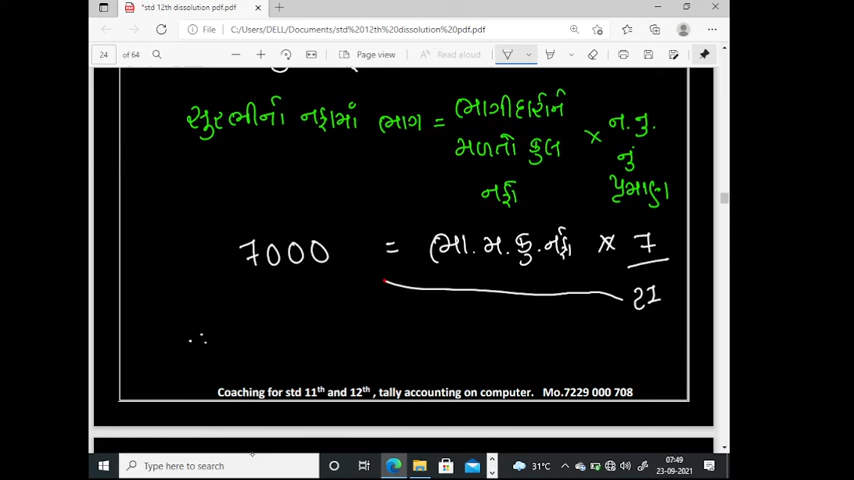 *std 12th dissolution pdf.pdf
File C:/Users/DELL/Documents/std%2012th%20dissolution%20pdf.pdf
24 of 64 Page view Read aloud
સુરભીનાં નફામાં ભાગ = ભાગીદારોને
મળતો કુલ
નફો
× ન.નુ.
નું
પ્રમાણ
7000 = ભા.મ.કુ.નફો × 7
21
∴
Coaching for std 11th and 12th , tally accounting on computer. Mo.7229 000 708
Type here to search 31°C 07:49
23-09-2021